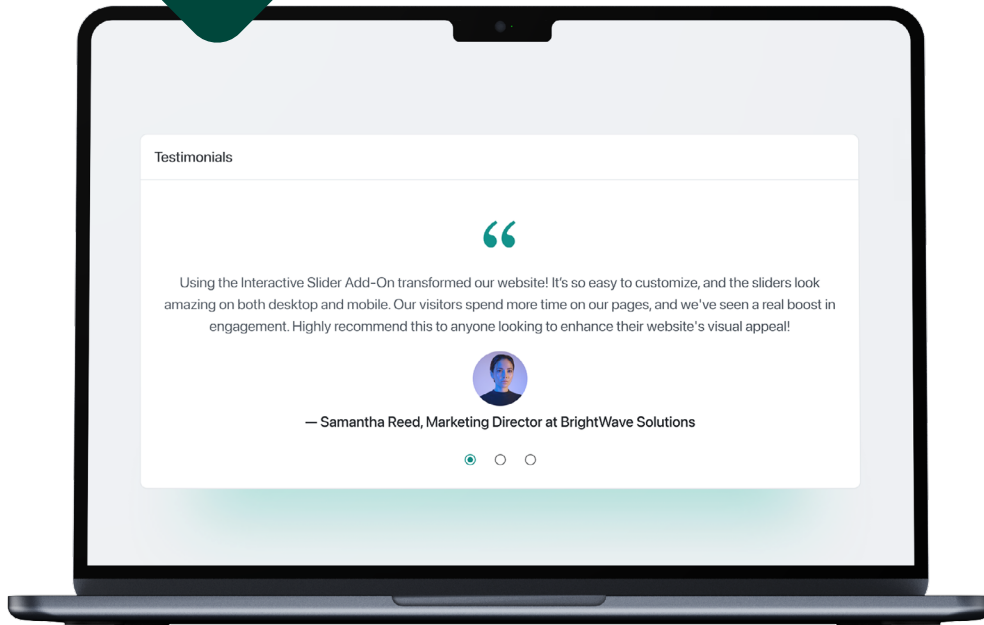 Testimonials
“
Using the Interactive Slider Add-On transformed our website! It's so easy to customize, and the sliders look
amazing on both desktop and mobile. Our visitors spend more time on our pages, and we've seen a real boost in
engagement. Highly recommend this to anyone looking to enhance their website's visual appeal!
— Samantha Reed, Marketing Director at BrightWave Solutions